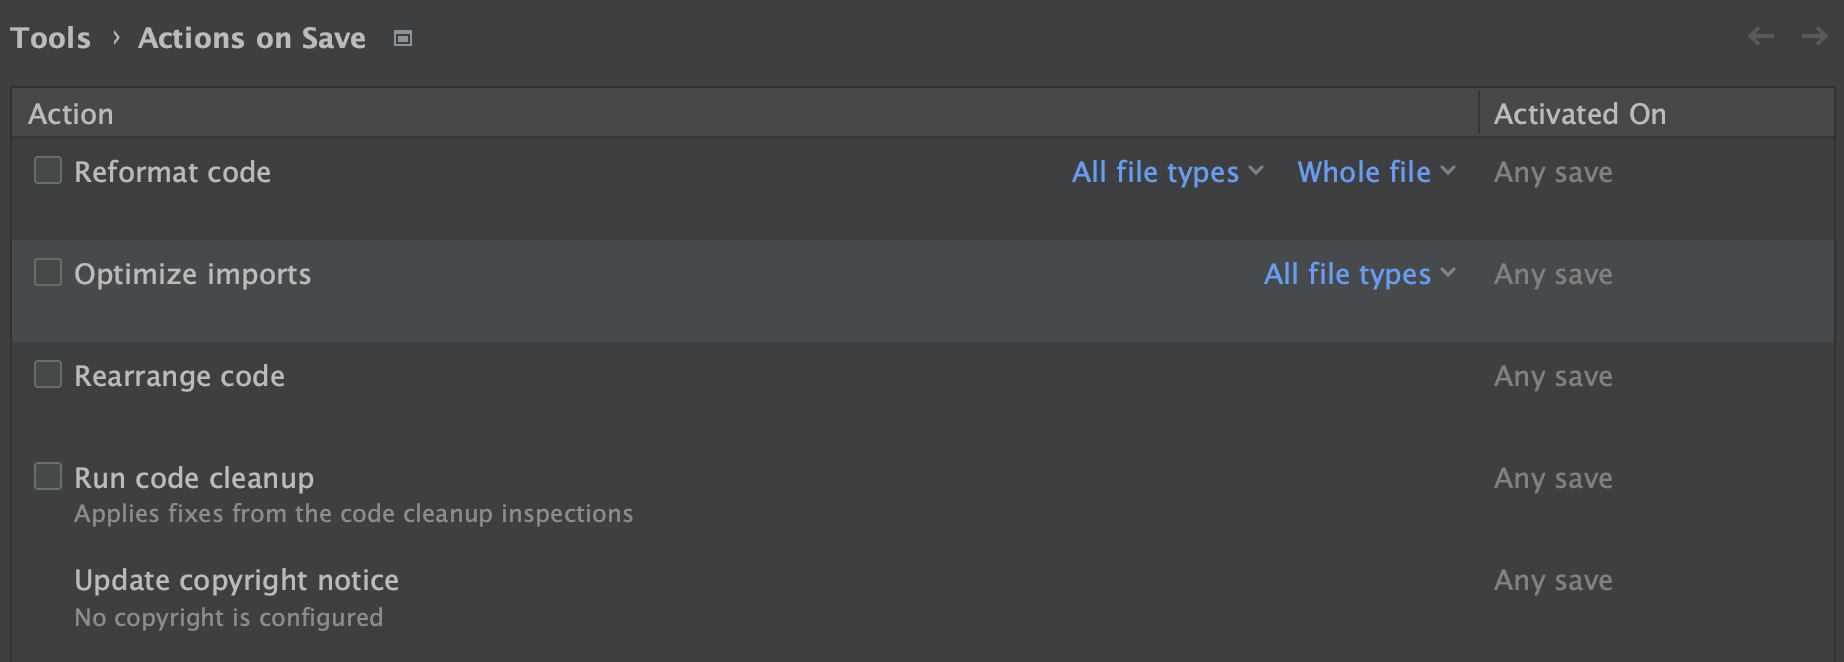 Tools › Actions on Save
Action Activated On
Reformat code All file types Whole file Any save
Optimize imports All file types Any save
Rearrange code Any save
Run code cleanup Any save
Applies fixes from the code cleanup inspections
Update copyright notice Any save
No copyright is configured